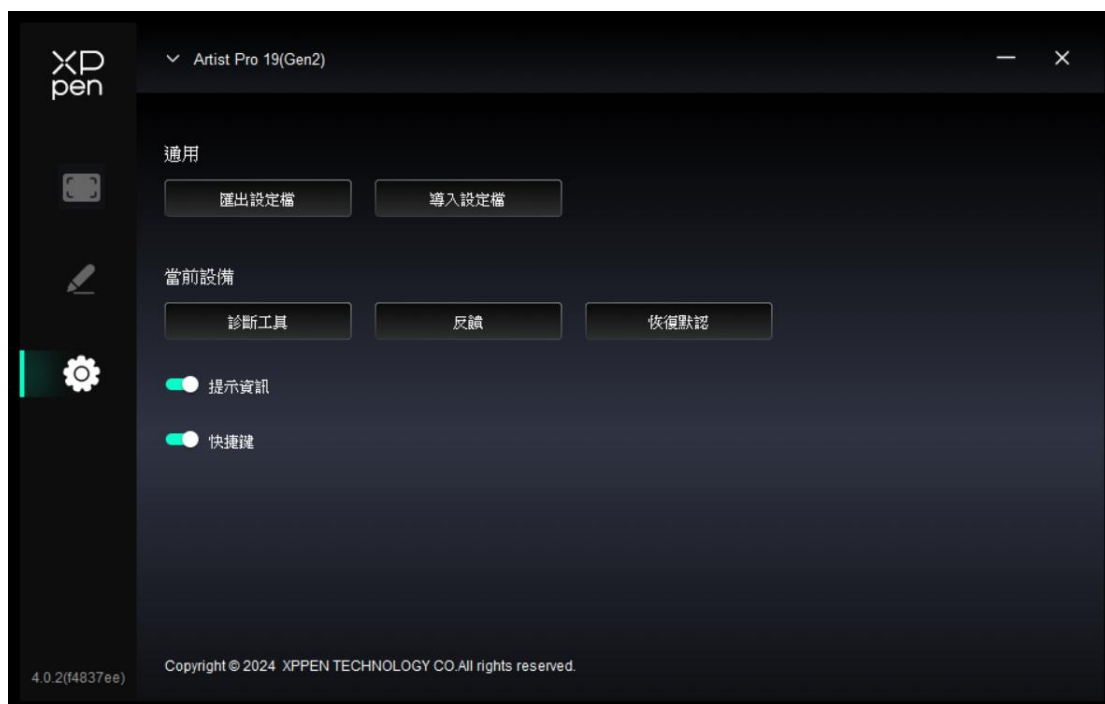 XP
pen
Artist Pro 19(Gen2)
通用
匯出設定檔
導入設定檔
當前設備
診斷工具
反饋
恢復默認
提示資訊
快捷鍵
4.0.2(f4837ee)
Copyright © 2024 XPPEN TECHNOLOGY CO.All rights reserved.